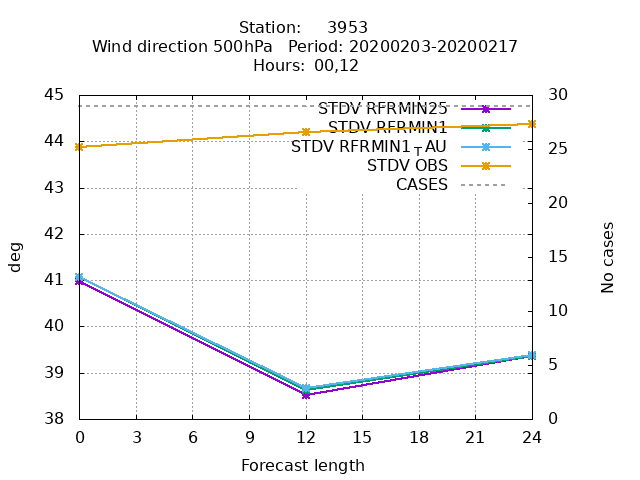 Station: 3953
Wind direction 500hPa Period: 20200203-20200217
Hours: 00,12
45
44
43
42
41
40
39
38
deg
30
25
20
15
10
5
0
No cases
STDV RFRMIN25
STDV RFRMIN1
STDV RFRMIN1TAU
STDV OBS
CASES
0 3 6 9 12 15 18 21 24
Forecast length